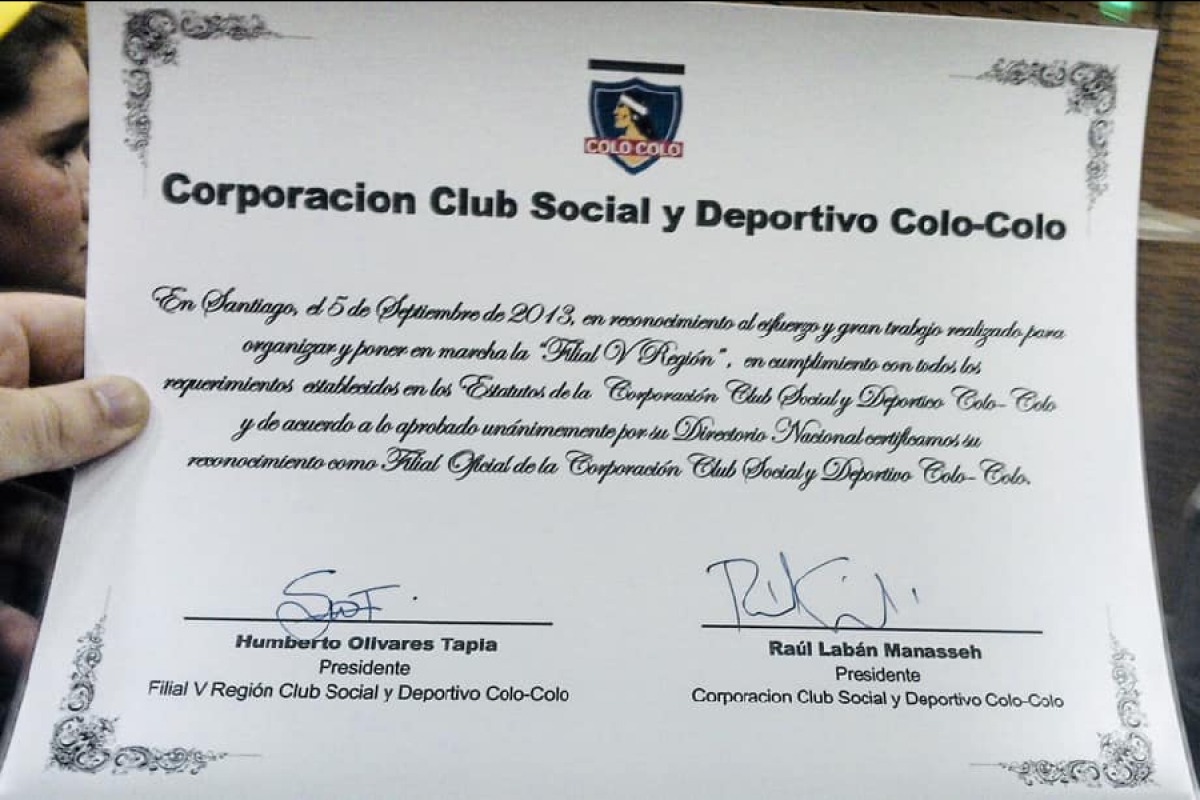 COLO COLO
Corporacion Club Social y Deportivo Colo-Colo
En Santiago, el 5 de Septiembre de 2013, en reconocimiento al esfuerzo y gran trabajo realizado para
organizar y poner en marcha la "Filial V Región", en cumplimiento con todos los
requerimientos establecidos en los Estatutos de la Corporación Club Social y Deportivo Colo-Colo
y de acuerdo a lo aprobado unánimemente por su Directorio Nacional certificamos su
reconocimiento como Filial Oficial de la Corporación Club Social y Deportivo Colo-Colo.
Humberto Olivares Tapia
Presidente
Filial V Región Club Social y Deportivo Colo-Colo
Raúl Labán Manasseh
Presidente
Corporacion Club Social y Deportivo Colo-Colo